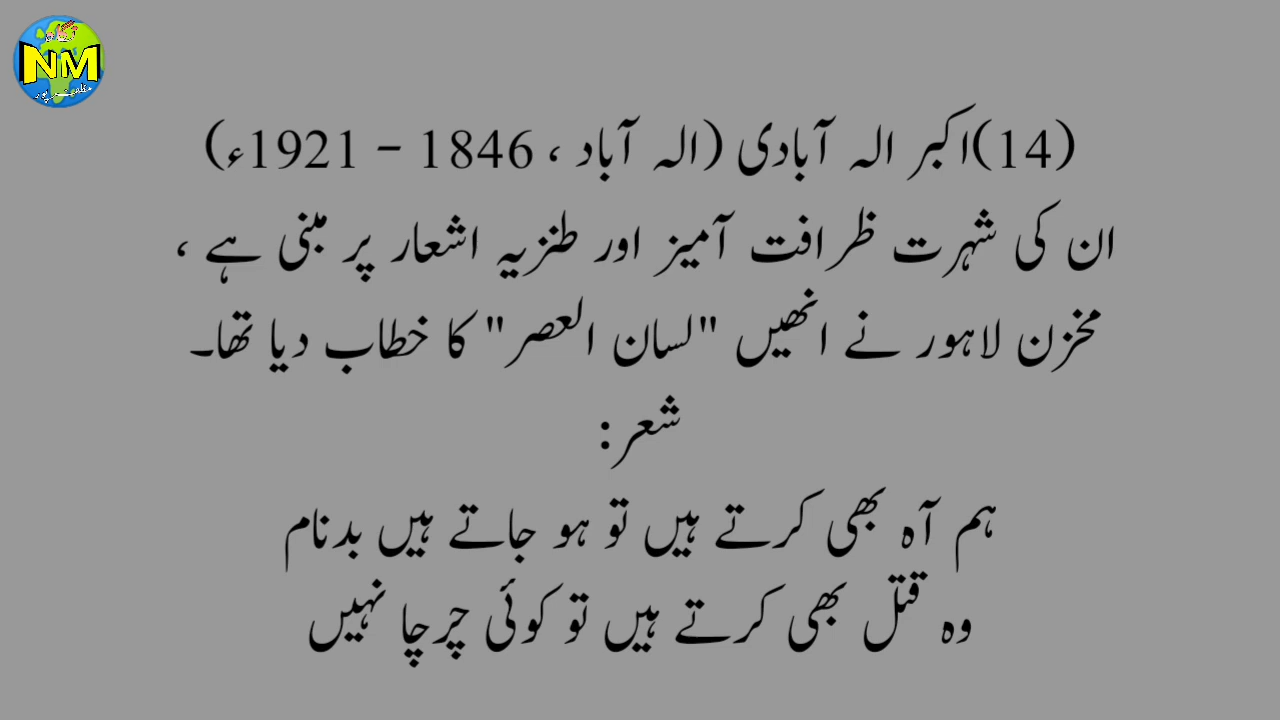 NM
(14)اکبر الہ آبادی (الہ آباد ، 1846 – 1921ء)
ان کی شہرت ظرافت آمیز اور طنزیہ اشعار پر مبنی ہے ،
مخزن لاہور نے انھیں "لسان العصر" کا خطاب دیا تھا۔
شعر :
ہم آہ بھی کرتے ہیں تو ہو جاتے ہیں بدنام
وہ قتل بھی کرتے ہیں تو کوئی چرچا نہیں